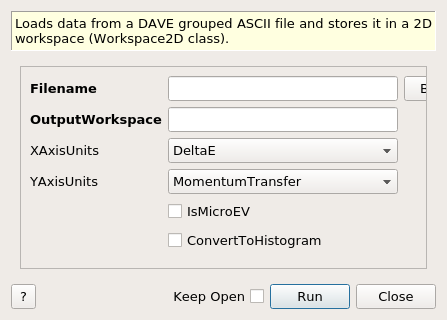 Loads data from a DAVE grouped ASCII file and stores it in a 2D
workspace (Workspace2D class).
Filename
OutputWorkspace
XAxisUnits DeltaE
YAxisUnits MomentumTransfer
IsMicroEV
ConvertToHistogram
? Keep Open Run Close